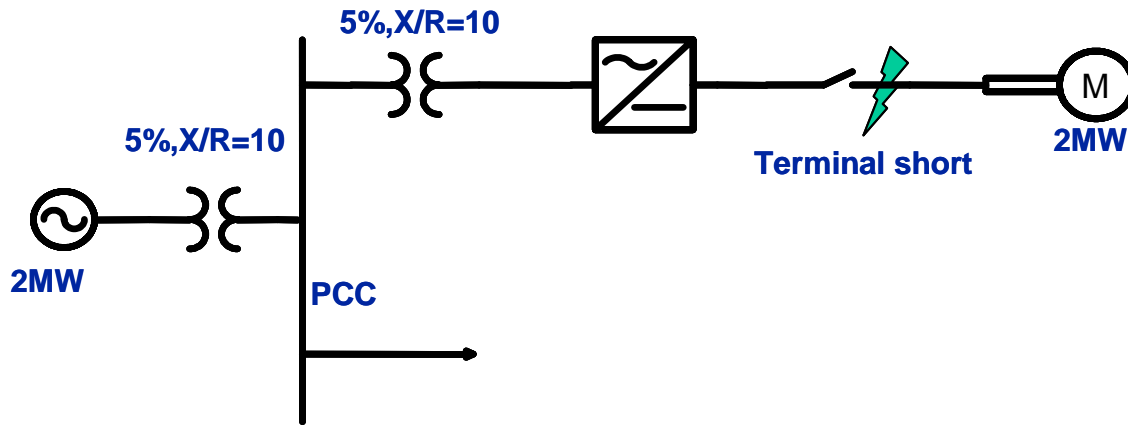 5%,X/R=10
5%,X/R=10
M
2MW
Terminal short
2MW
PCC